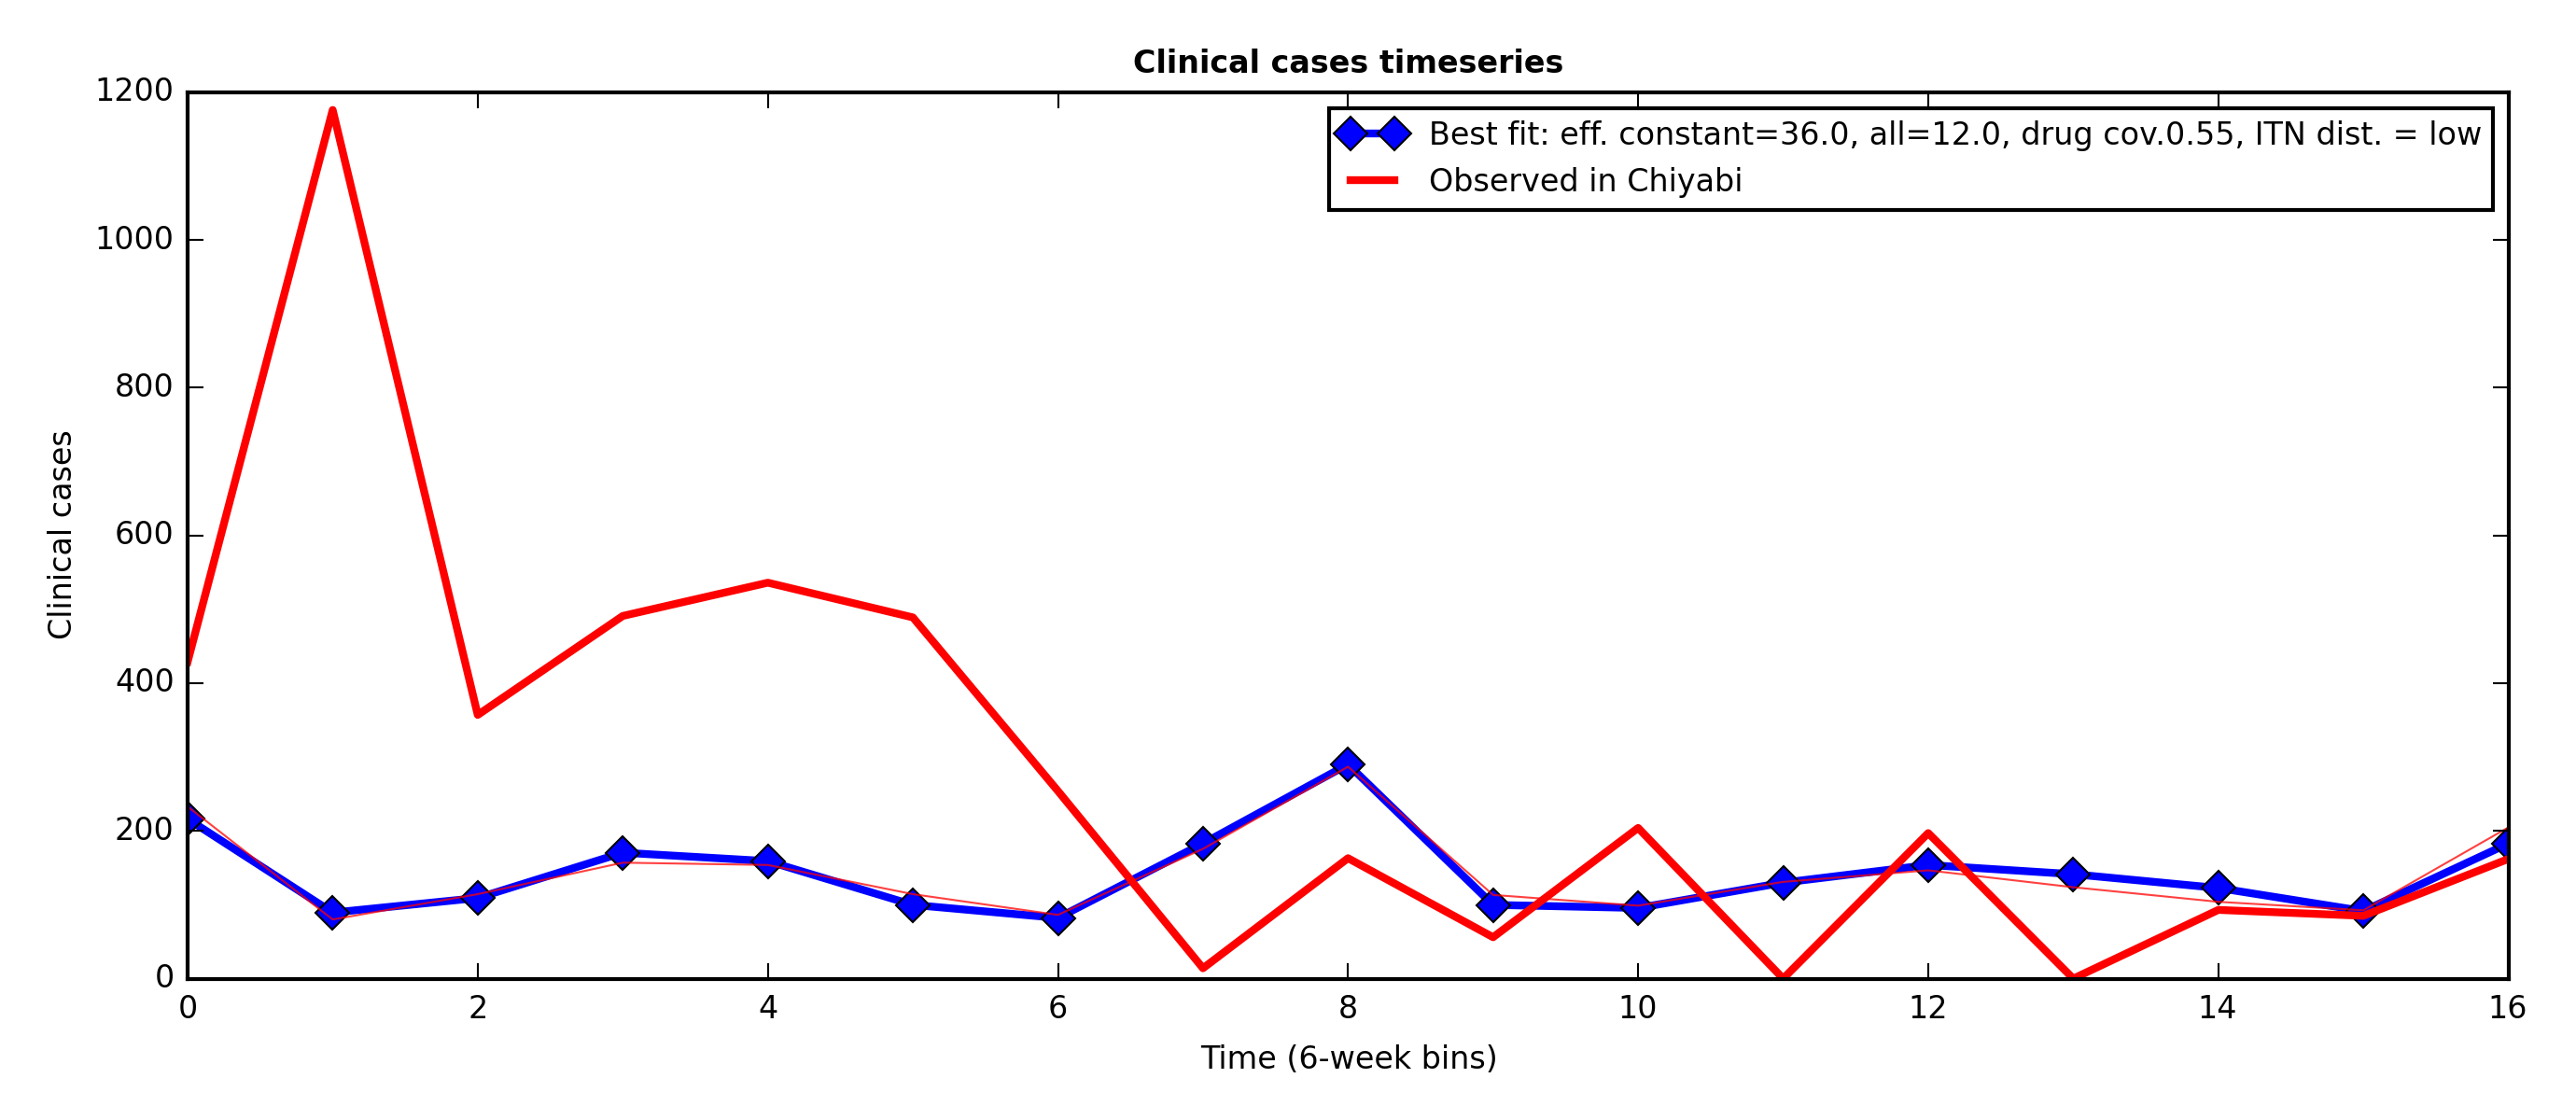 Clinical cases timeseries
1200
1000
800
600
400
200
0
Clinical cases
Best fit: eff. constant=36.0, all=12.0, drug cov.0.55, ITN dist. = low
Observed in Chiyabi
0 2 4 6 8 10 12 14 16
Time (6-week bins)